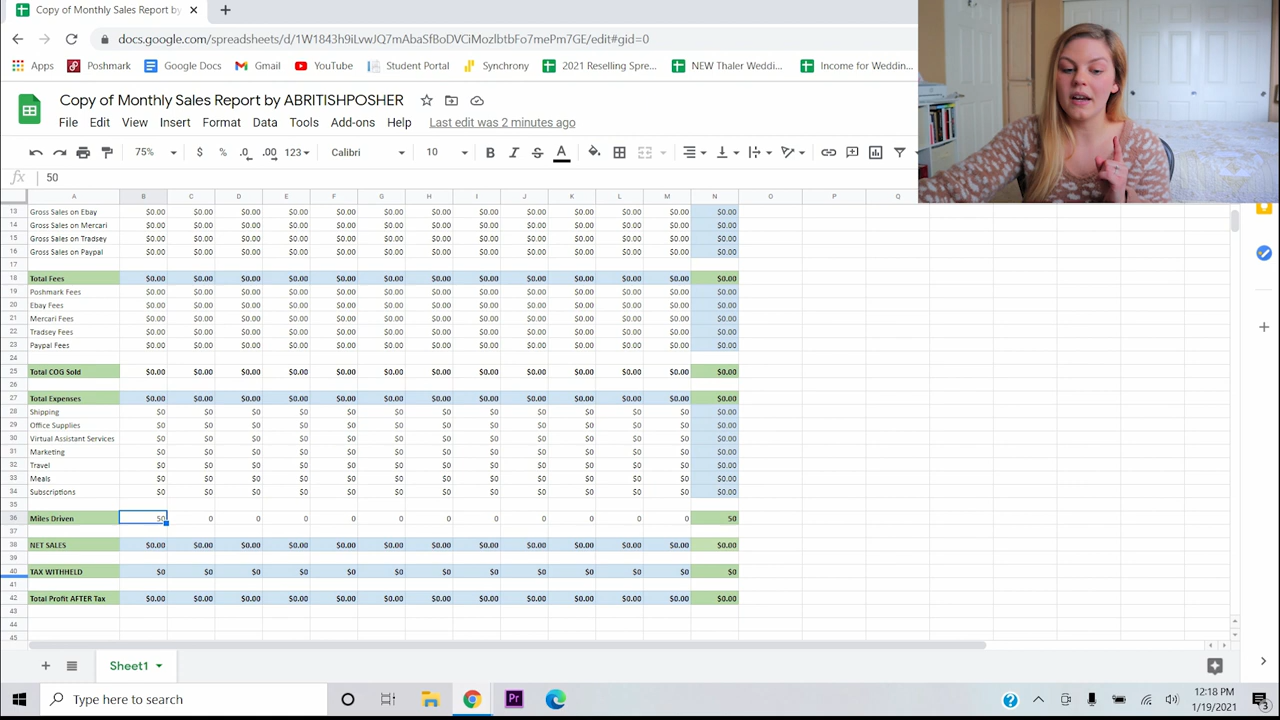 Copy of Monthly Sales Report by
docs.google.com/spreadsheets/d/1W1843h9iLvwJQ7mAbaSfBoDVCiMozlbtbFo7mePm7GE/edit#gid=0
Apps Poshmark Google Docs Gmail YouTube Student Portal Synchrony 2021 Reselling Spre... NEW Thaler Weddi... Income for Weddin...
Copy of Monthly Sales Report by ABRITISHPOSHER
File Edit View Insert Format Data Tools Add-ons Help Last edit was 2 minutes ago
75% $ % .0 .00 123 Calibri 10 B I S A
fx 50
A B C D E F G H I J K L M N O P Q
13 Gross Sales on Ebay $0.00 $0.00 $0.00 $0.00 $0.00 $0.00 $0.00 $0.00 $0.00 $0.00 $0.00 $0.00 $0.00
14 Gross Sales on Mercari $0.00 $0.00 $0.00 $0.00 $0.00 $0.00 $0.00 $0.00 $0.00 $0.00 $0.00 $0.00 $0.00
15 Gross Sales on Tradsey $0.00 $0.00 $0.00 $0.00 $0.00 $0.00 $0.00 $0.00 $0.00 $0.00 $0.00 $0.00 $0.00
16 Gross Sales on Paypal $0.00 $0.00 $0.00 $0.00 $0.00 $0.00 $0.00 $0.00 $0.00 $0.00 $0.00 $0.00 $0.00
17
18 Total Fees $0.00 $0.00 $0.00 $0.00 $0.00 $0.00 $0.00 $0.00 $0.00 $0.00 $0.00 $0.00 $0.00
19 Poshmark Fees $0.00 $0.00 $0.00 $0.00 $0.00 $0.00 $0.00 $0.00 $0.00 $0.00 $0.00 $0.00 $0.00
20 Ebay Fees $0.00 $0.00 $0.00 $0.00 $0.00 $0.00 $0.00 $0.00 $0.00 $0.00 $0.00 $0.00 $0.00
21 Mercari Fees $0.00 $0.00 $0.00 $0.00 $0.00 $0.00 $0.00 $0.00 $0.00 $0.00 $0.00 $0.00 $0.00
22 Tradsey Fees $0.00 $0.00 $0.00 $0.00 $0.00 $0.00 $0.00 $0.00 $0.00 $0.00 $0.00 $0.00 $0.00
23 Paypal Fees $0.00 $0.00 $0.00 $0.00 $0.00 $0.00 $0.00 $0.00 $0.00 $0.00 $0.00 $0.00 $0.00
24
25 Total COG Sold $0.00 $0.00 $0.00 $0.00 $0.00 $0.00 $0.00 $0.00 $0.00 $0.00 $0.00 $0.00 $0.00
26
27 Total Expenses $0.00 $0.00 $0.00 $0.00 $0.00 $0.00 $0.00 $0.00 $0.00 $0.00 $0.00 $0.00 $0.00
28 Shipping $0 $0 $0 $0 $0 $0 $0 $0 $0 $0 $0 $0 $0.00
29 Office Supplies $0 $0 $0 $0 $0 $0 $0 $0 $0 $0 $0 $0 $0.00
30 Virtual Assistant Services $0 $0 $0 $0 $0 $0 $0 $0 $0 $0 $0 $0 $0.00
31 Marketing $0 $0 $0 $0 $0 $0 $0 $0 $0 $0 $0 $0 $0.00
32 Travel $0 $0 $0 $0 $0 $0 $0 $0 $0 $0 $0 $0 $0.00
33 Meals $0 $0 $0 $0 $0 $0 $0 $0 $0 $0 $0 $0 $0.00
34 Subscriptions $0 $0 $0 $0 $0 $0 $0 $0 $0 $0 $0 $0 $0.00
35
36 Miles Driven 50 0 0 0 0 0 0 0 0 0 0 0 50
37
38 NET SALES $0.00 $0.00 $0.00 $0.00 $0.00 $0.00 $0.00 $0.00 $0.00 $0.00 $0.00 $0.00 $0.00
39
40 TAX WITHHELD $0 $0 $0 $0 $0 $0 $0 $0 $0 $0 $0 $0 $0
41
42 Total Profit AFTER Tax $0.00 $0.00 $0.00 $0.00 $0.00 $0.00 $0.00 $0.00 $0.00 $0.00 $0.00 $0.00 $0.00
43
44
45
Sheet1
Type here to search
Pr
12:18 PM
1/19/2021
3